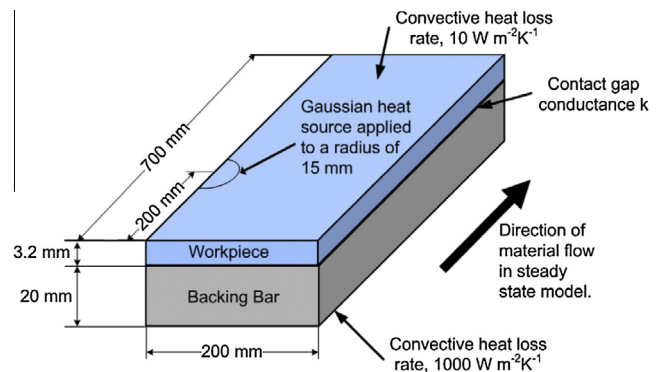 Convective heat loss
rate, 10 W m⁻²K⁻¹
Contact gap
conductance k
Gaussian heat
source applied
to a radius of
15 mm
700 mm
200 mm
3.2 mm
Workpiece
Direction of
material flow
in steady
state model.
20 mm
Backing Bar
200 mm
Convective heat loss
rate, 1000 W m⁻²K⁻¹